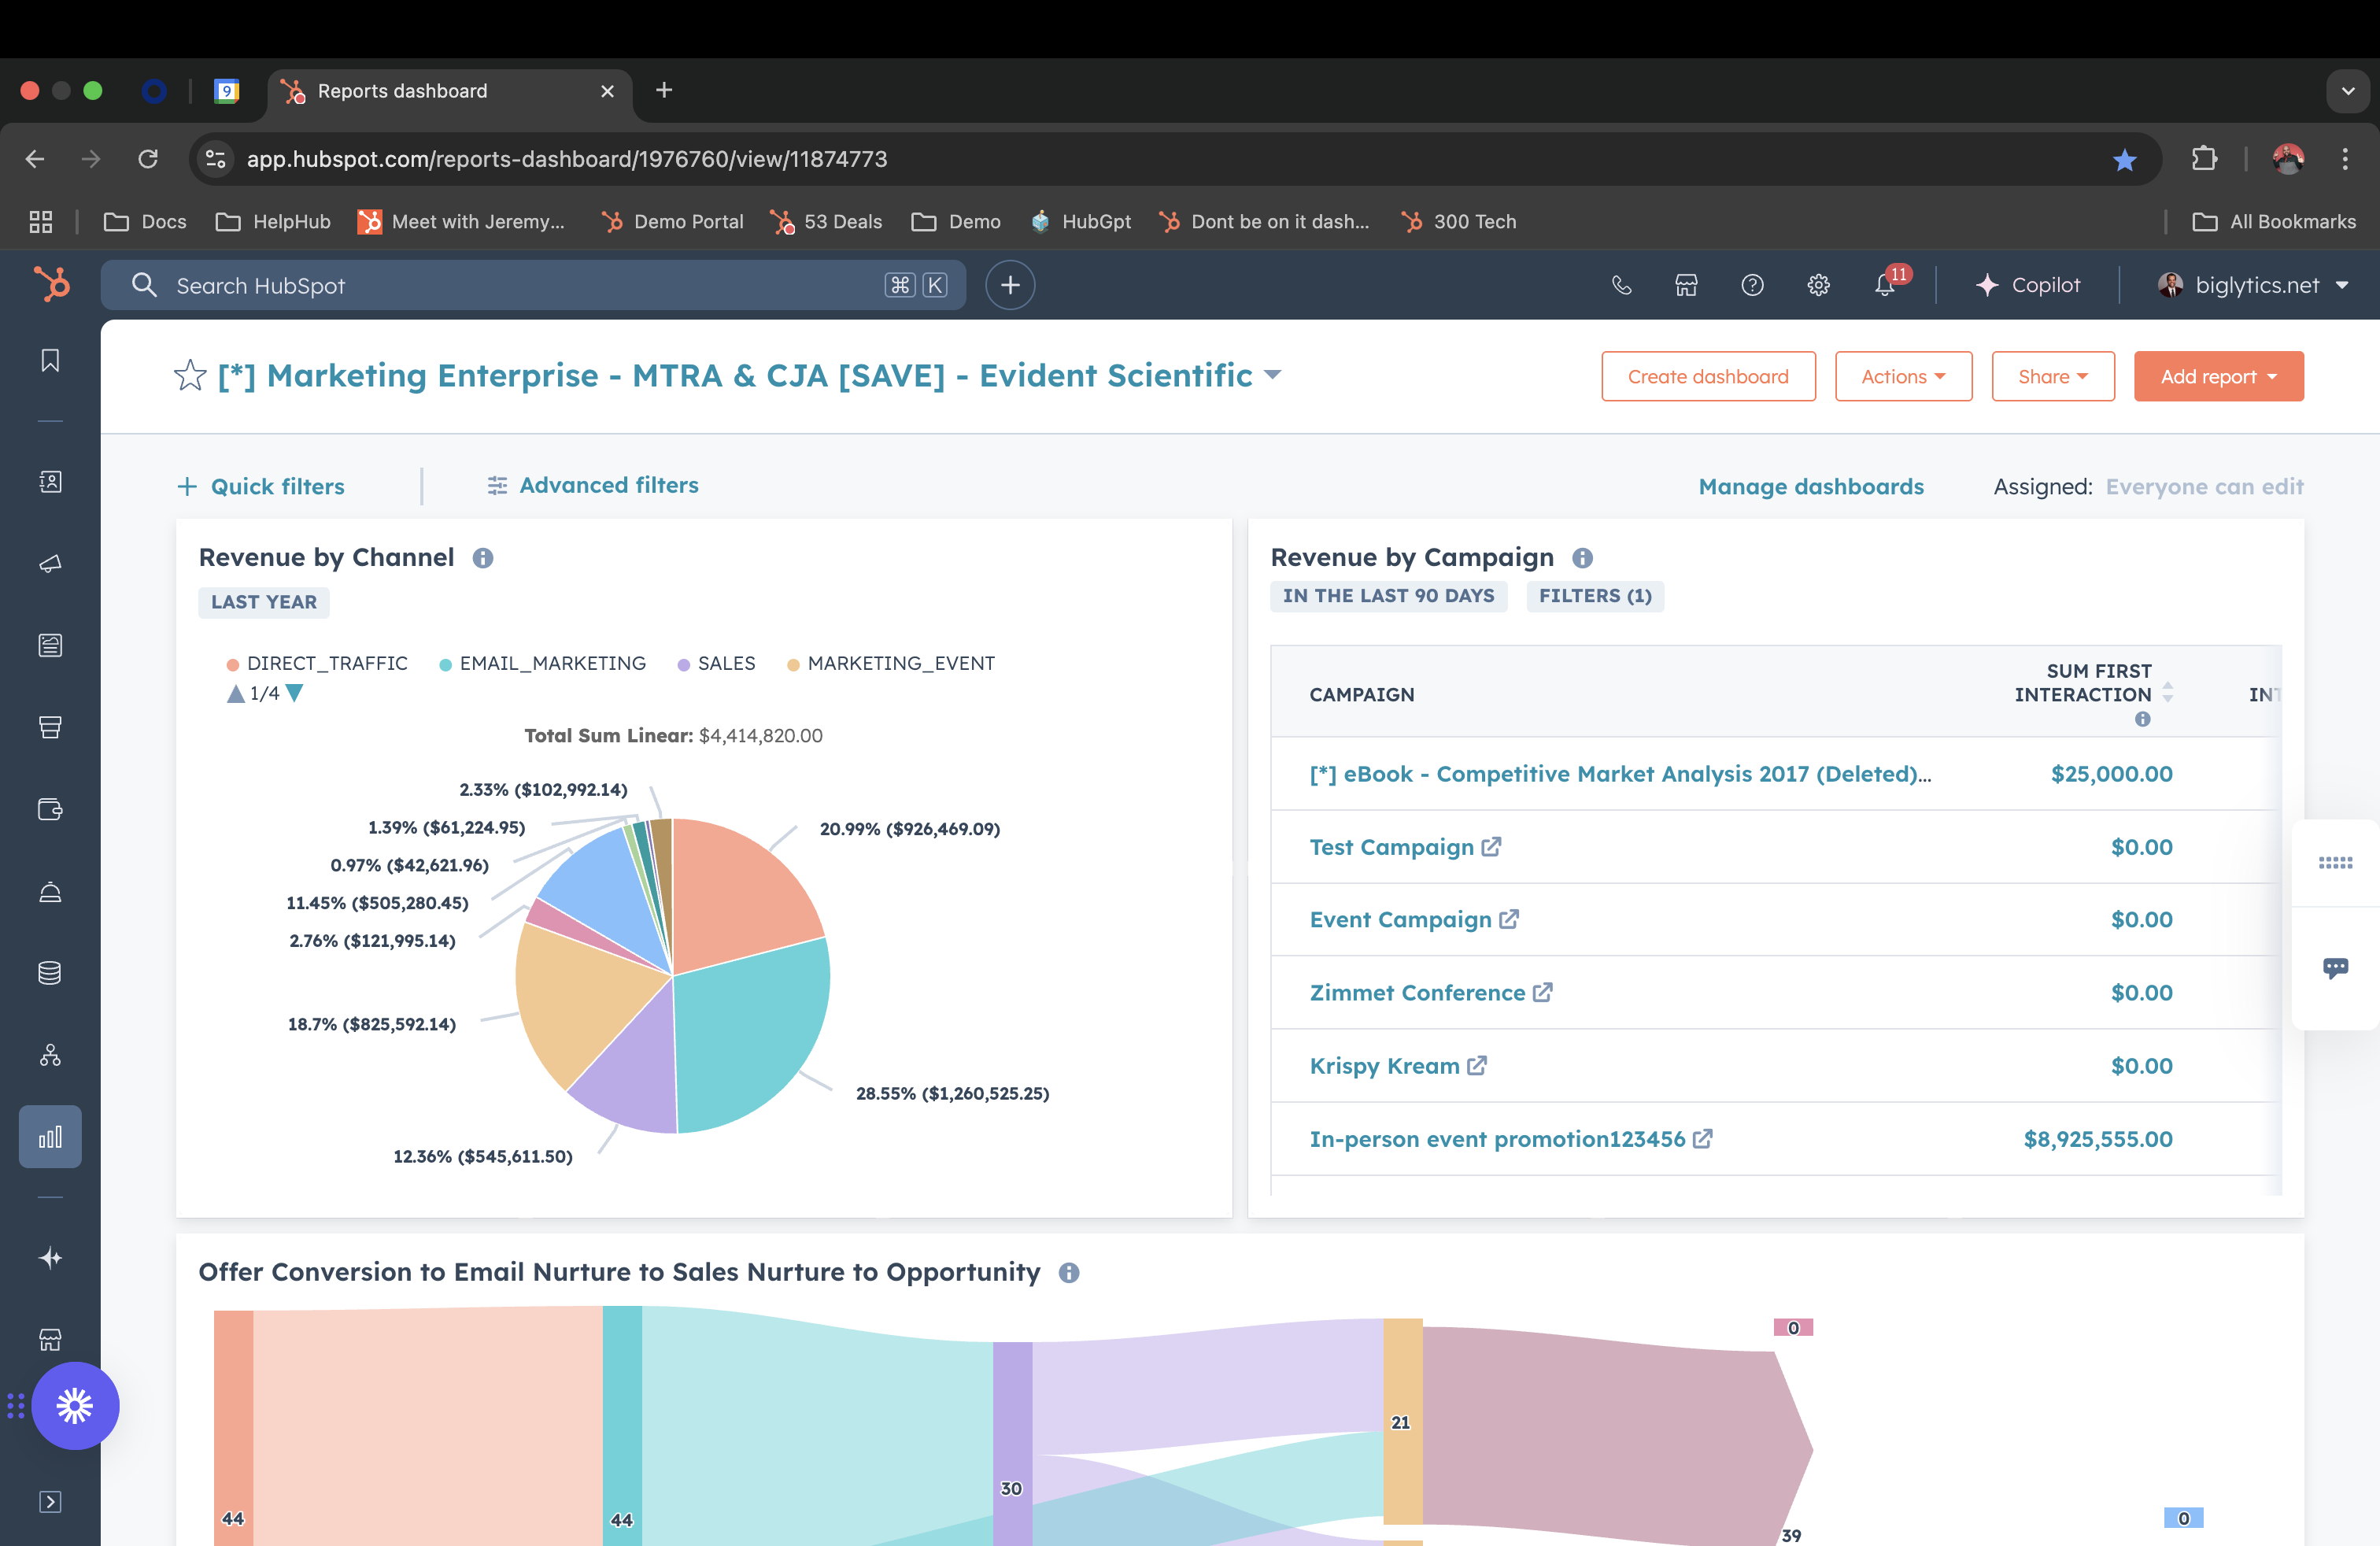 9
Reports dashboard
app.hubspot.com/reports-dashboard/1976760/view/11874773
Docs
HelpHub
Meet with Jeremy...
Demo Portal
53 Deals
Demo
HubGpt
Dont be on it dash...
300 Tech
All Bookmarks
Search HubSpot
⌘ K
11
Copilot
biglytics.net
[*] Marketing Enterprise - MTRA & CJA [SAVE] - Evident Scientific
Create dashboard
Actions
Share
Add report
Quick filters
Advanced filters
Manage dashboards
Assigned: Everyone can edit
Revenue by Channel
LAST YEAR
DIRECT_TRAFFIC
EMAIL_MARKETING
SALES
MARKETING_EVENT
1/4
Total Sum Linear: $4,414,820.00
2.33% ($102,992.14)
1.39% ($61,224.95)
20.99% ($926,469.09)
0.97% ($42,621.96)
11.45% ($505,280.45)
2.76% ($121,995.14)
18.7% ($825,592.14)
28.55% ($1,260,525.25)
12.36% ($545,611.50)
Revenue by Campaign
IN THE LAST 90 DAYS
FILTERS (1)
CAMPAIGN
SUM FIRST
INTERACTION
INT
[*] eBook - Competitive Market Analysis 2017 (Deleted)...
$25,000.00
Test Campaign
$0.00
Event Campaign
$0.00
Zimmet Conference
$0.00
Krispy Kream
$0.00
In-person event promotion123456
$8,925,555.00
Offer Conversion to Email Nurture to Sales Nurture to Opportunity
0
21
30
44
44
0
39